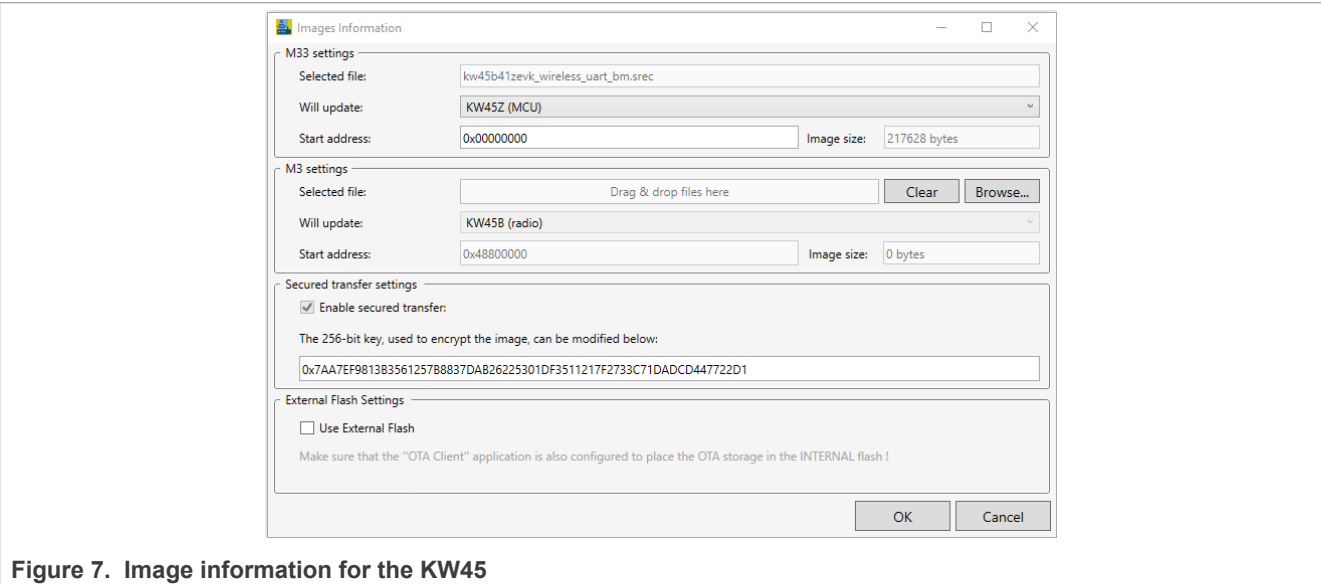 Images Information
M33 settings
Selected file: kw45b41zevk_wireless_uart_bm.srec
Will update: KW45Z (MCU)
Start address: 0x00000000 Image size: 217628 bytes
M3 settings
Selected file: Drag & drop files here Clear Browse...
Will update: KW45B (radio)
Start address: 0x48800000 Image size: 0 bytes
Secured transfer settings
Enable secured transfer:
The 256-bit key, used to encrypt the image, can be modified below:
0x7AA7EF9813B3561257B8837DAB26225301DF3511217F2733C71DADCD447722D1
External Flash Settings
Use External Flash
Make sure that the "OTA Client" application is also configured to place the OTA storage in the INTERNAL flash !
OK Cancel
Figure 7. Image information for the KW45